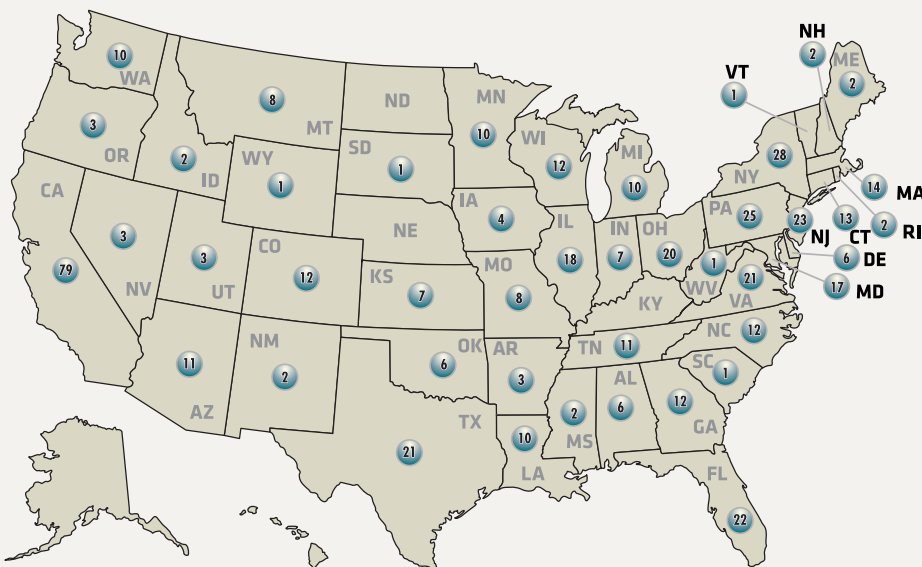 NH
2
VT
1
ME
2
10
WA
8
MT
ND
MN
10
3
OR
2
ID
WY
1
SD
1
WI
12
MI
10
28
NY
14
MA
CA
79
3
NV
3
UT
CO
12
NE
IA
4
KS
7
IL
18
IN
7
OH
20
PA
25
23
NJ
13
CT
2
RI
6
DE
17
MD
1
WV
21
VA
MO
8
KY
11
AZ
NM
2
OK
6
AR
3
TN
11
NC
12
SC
1
TX
21
10
LA
2
MS
AL
6
12
GA
FL
22